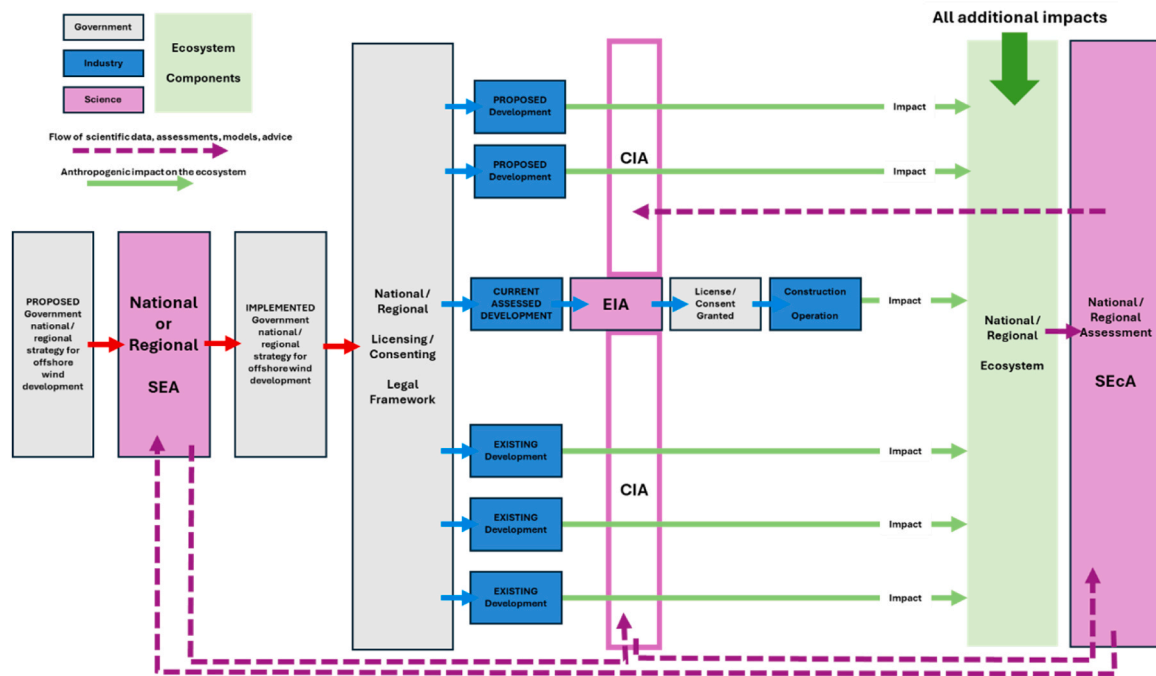 Government
Industry
Science
Ecosystem
Components
Flow of scientific data, assessments, models, advice
Anthropogenic impact on the ecosystem
All additional impacts
PROPOSED
Government
national /
regional
strategy for
offshore
wind
development
National
or
Regional
SEA
IMPLEMENTED
Government
national /
regional
strategy for
offshore wind
development
National /
Regional
Licensing /
Consenting
Legal
Framework
PROPOSED
Development
Impact
PROPOSED
Development
Impact
CIA
CURRENT
ASSESSED
DEVELOPMENT
EIA
License /
Consent
Granted
Construction
Operation
Impact
EXISTING
Development
Impact
CIA
EXISTING
Development
Impact
EXISTING
Development
Impact
National /
Regional
Ecosystem
National /
Regional
Assessment
SEcA